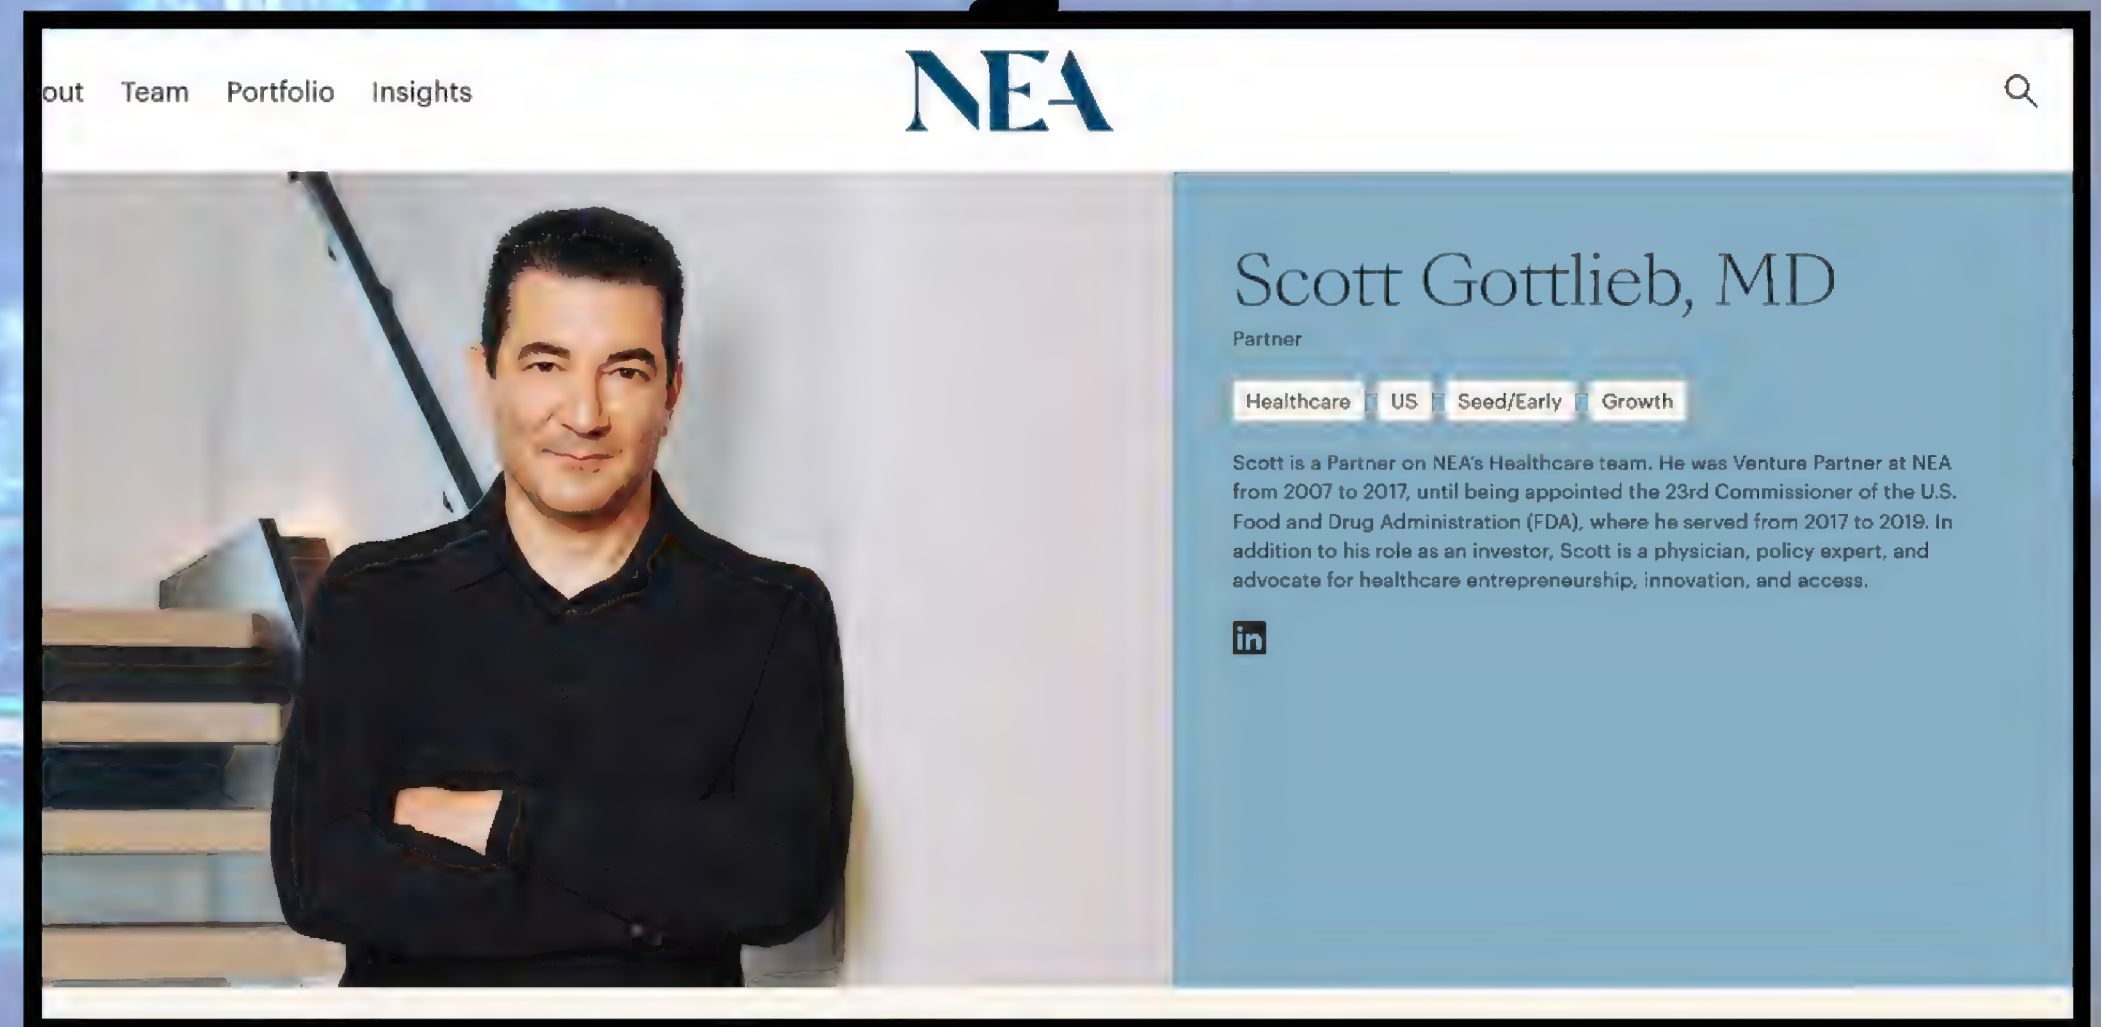 out Team Portfolio Insights
NEA
Scott Gottlieb, MD
Partner
Healthcare US Seed/Early Growth
Scott is a Partner on NEA's Healthcare team. He was Venture Partner at NEA
from 2007 to 2017, until being appointed the 23rd Commissioner of the U.S.
Food and Drug Administration (FDA), where he served from 2017 to 2019. In
addition to his role as an investor, Scott is a physician, policy expert, and
advocate for healthcare entrepreneurship, innovation, and access.
in